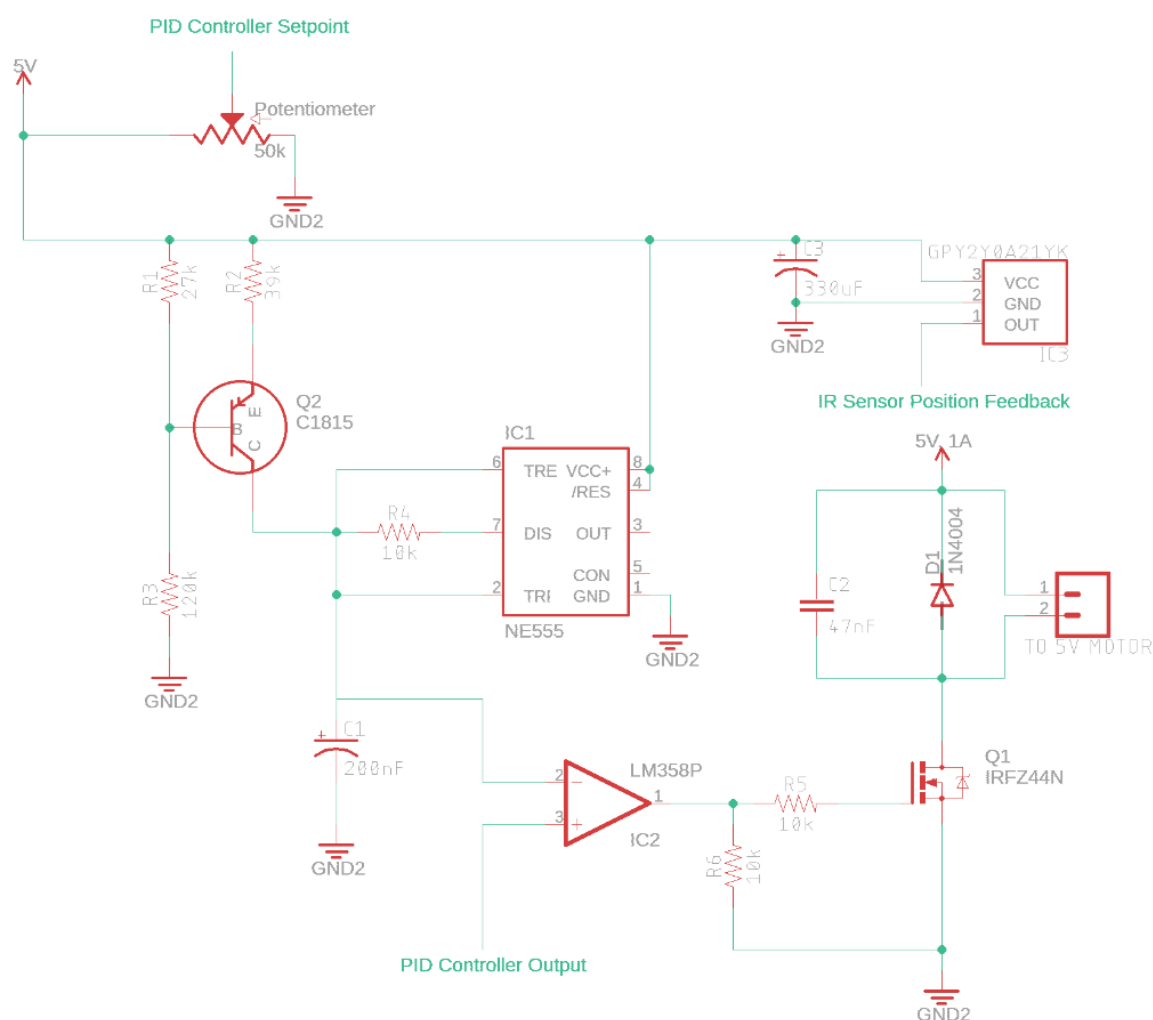 PID Controller Setpoint
5V
Potentiometer
50k
GND2
R1
27k
R2
39k
C3
330uF
GND2
GPY2Y0A21YK
3
VCC
2
GND
1
OUT
IC3
IR Sensor Position Feedback
Q2
C1815
E
B
C
IC1
6
TRE
VCC+
8
/RES
4
R4
10k
7
DIS
OUT
3
CON
5
2
TRI
GND
1
NE555
GND2
R3
120k
GND2
5V, 1A
D1
1N4004
C2
47nF
1
2
TO 5V MOTOR
C1
200nF
GND2
2
-
3
+
1
LM358P
IC2
R5
10k
R6
10k
Q1
IRFZ44N
PID Controller Output
GND2